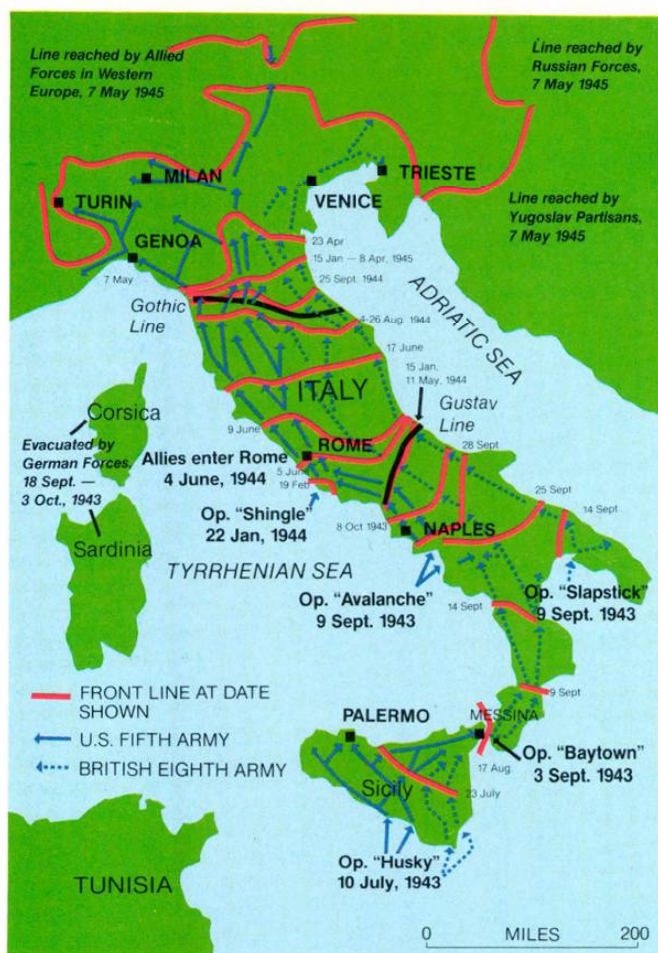 Line reached by Allied
Forces in Western
Europe, 7 May 1945
Line reached by
Russian Forces,
7 May 1945
MILAN
TRIESTE
TURIN
VENICE
Line reached by
Yugoslav Partisans,
7 May 1945
GENOA
23 Apr
15 Jan — 8 Apr, 1945
7 May
25 Sept. 1944
Gothic
Line
ADRIATIC SEA
4-26 Aug. 1944
17 June
15 Jan.
11 May. 1944
ITALY
Gustav
Line
Corsica
9 June
ROME
28 Sept
Evacuated by
German Forces,
18 Sept. —
3 Oct., 1943
Allies enter Rome
4 June, 1944
5 June
19 Feb
25 Sept
14 Sept
Op. "Shingle"
22 Jan, 1944
8 Oct 1943
NAPLES
Sardinia
TYRRHENIAN SEA
Op. "Avalanche"
9 Sept. 1943
14 Sept
Op. "Slapstick"
9 Sept. 1943
FRONT LINE AT DATE
SHOWN
9 Sept
PALERMO
MESSINA
U.S. FIFTH ARMY
BRITISH EIGHTH ARMY
Op. "Baytown"
3 Sept. 1943
17 Aug.
Sicily
23 July
Op. "Husky"
10 July, 1943
TUNISIA
0 MILES 200